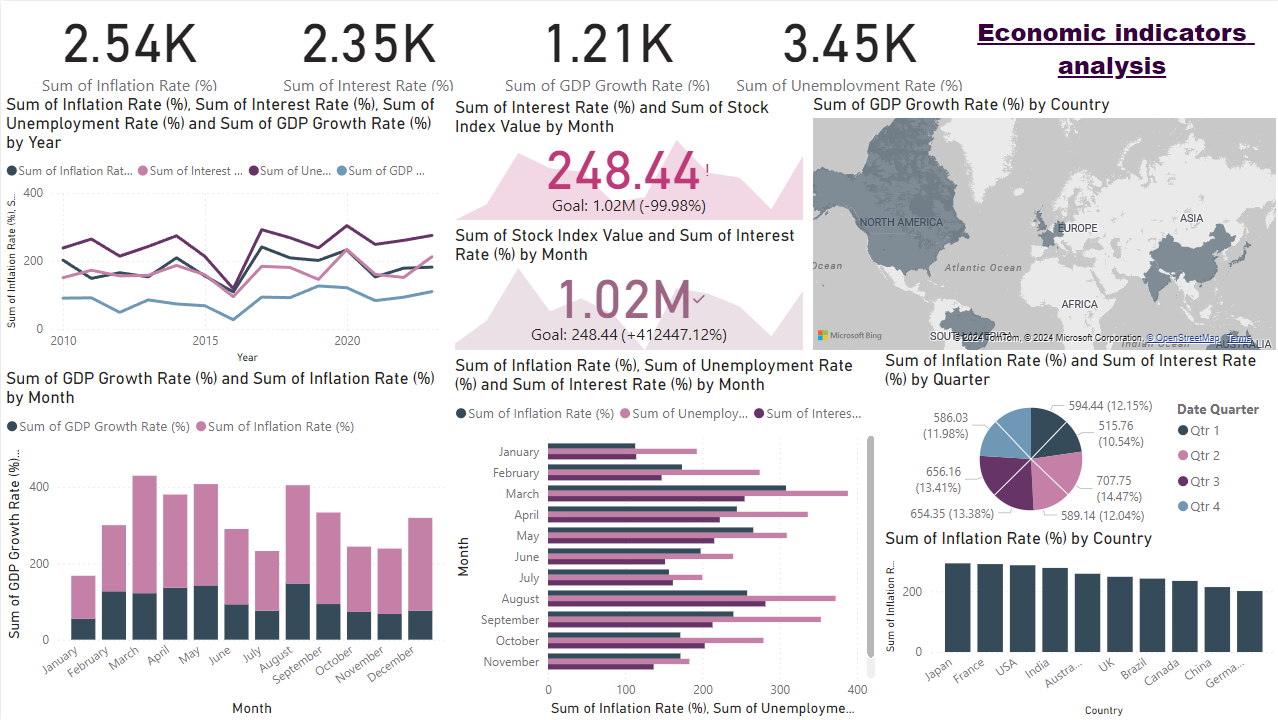 2.54K
Sum of Inflation Rate (%)
2.35K
Sum of Interest Rate (%)
1.21K
Sum of GDP Growth Rate (%)
3.45K
Sum of Unemployment Rate (%)
Economic indicators
analysis
Sum of Inflation Rate (%), Sum of Interest Rate (%), Sum of
Unemployment Rate (%) and Sum of GDP Growth Rate (%)
by Year
Sum of Inflation Rat... Sum of Interest ... Sum of Une... Sum of GDP ...
Sum of Inflation Rate (%), S...
400
200
0
2010 2015 2020
Year
Sum of Interest Rate (%) and Sum of Stock
Index Value by Month
248.44!
Goal: 1.02M (-99.98%)
Sum of Stock Index Value and Sum of Interest
Rate (%) by Month
1.02M
Goal: 248.44 (+412447.12%)
Sum of GDP Growth Rate (%) by Country
NORTH AMERICA
EUROPE
ASIA
Ocean
Atlantic Ocean
AFRICA
Microsoft Bing
SOUTH AMERICA
© 2024 TomTom, © 2024 Microsoft Corporation, © OpenStreetMap Terms
Indian Ocean
AUSTRALIA
Sum of GDP Growth Rate (%) and Sum of Inflation Rate (%)
by Month
Sum of GDP Growth Rate (%) Sum of Inflation Rate (%)
Sum of GDP Growth Rate (%)...
400
200
0
January February March April May June July August September October November December
Month
Sum of Inflation Rate (%), Sum of Unemployment Rate
(%) and Sum of Interest Rate (%) by Month
Sum of Inflation Rate (%) Sum of Unemploy... Sum of Interes...
Month
January
February
March
April
May
June
July
August
September
October
November
0 100 200 300 400
Sum of Inflation Rate (%), Sum of Unemployme...
Sum of Inflation Rate (%) and Sum of Interest Rate
(%) by Quarter
594.44 (12.15%)
515.76
(10.54%)
707.75
(14.47%)
589.14 (12.04%)
654.35 (13.38%)
656.16
(13.41%)
586.03
(11.98%)
Date Quarter
Qtr 1
Qtr 2
Qtr 3
Qtr 4
Sum of Inflation Rate (%) by Country
Sum of Inflation R...
200
0
Japan France USA India Austra... UK Brazil Canada China Germa...
Country